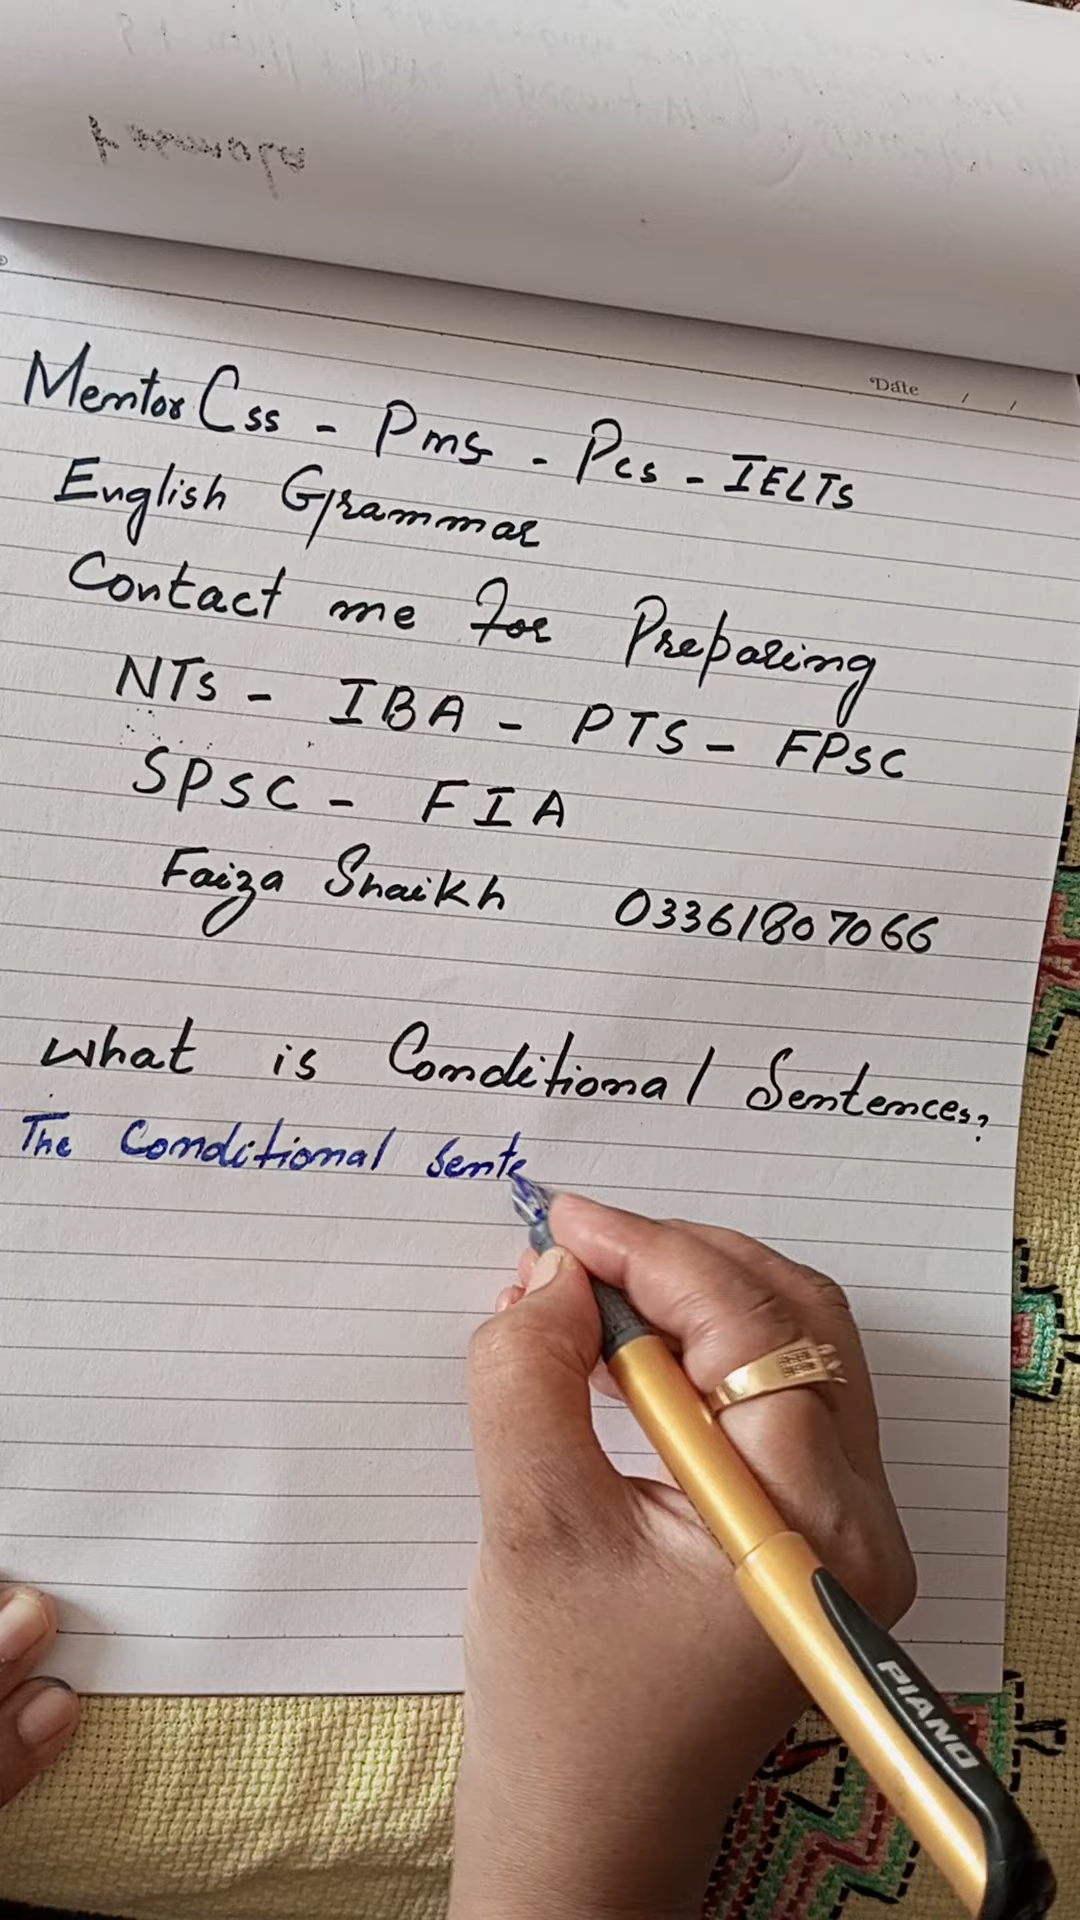 Date / /
Mentor Css - Pms - Pcs - IELTS
English Grammar
Contact me For Preparing
NTs - IBA - PTS - FPSC
SPSC - FIA
Faiza Shaikh 03361807066
What is Conditional Sentences?
The Conditional Sente
PIANO